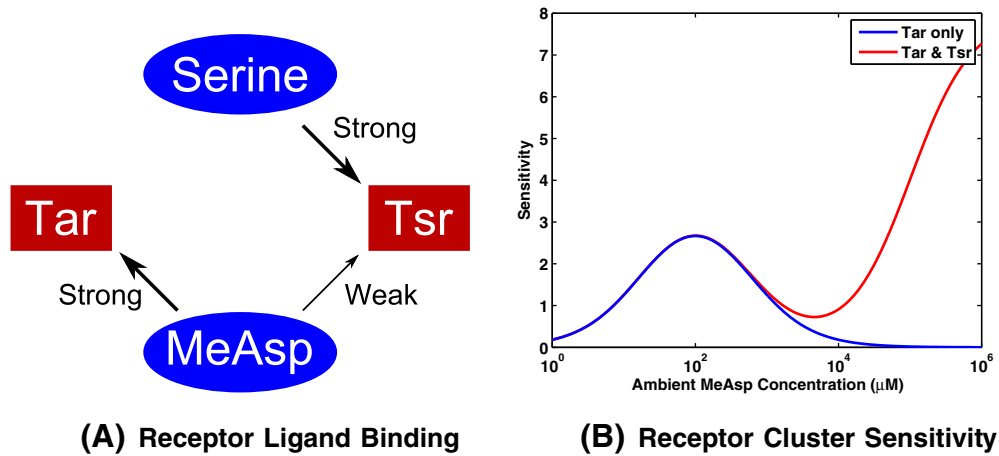 Serine
Strong
Tar
Tsr
Strong
Weak
MeAsp
(A) Receptor Ligand Binding
8
7
6
5
4
3
2
1
0
Sensitivity
Tar only
Tar & Tsr
10^0
10^2
10^4
10^6
Ambient MeAsp Concentration (μM)
(B) Receptor Cluster Sensitivity